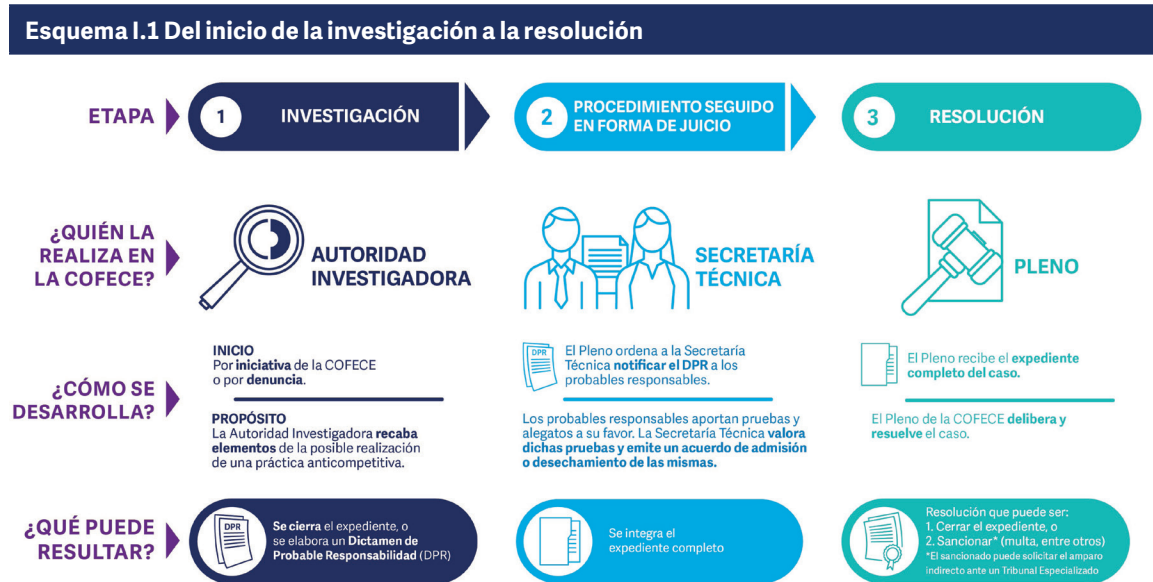 Esquema I.1 Del inicio de la investigación a la resolución
ETAPA
1
INVESTIGACIÓN
2
PROCEDIMIENTO SEGUIDO
EN FORMA DE JUICIO
3
RESOLUCIÓN
¿QUIÉN LA
REALIZA EN
LA COFECE?
AUTORIDAD
INVESTIGADORA
SECRETARÍA
TÉCNICA
PLENO
¿CÓMO SE
DESARROLLA?
INICIO
Por iniciativa de la COFECE
o por denuncia.
PROPÓSITO
La Autoridad Investigadora recaba
elementos de la posible realización
de una práctica anticompetitiva.
DPR
El Pleno ordena a la Secretaría
Técnica notificar el DPR a los
probables responsables.
Los probables responsables aportan pruebas y
alegatos a su favor. La Secretaría Técnica valora
dichas pruebas y emite un acuerdo de admisión
o desechamiento de las mismas.
El Pleno recibe el expediente
completo del caso.
El Pleno de la COFECE delibera y
resuelve el caso.
¿QUÉ PUEDE
RESULTAR?
DPR
Se cierra el expediente, o
se elabora un Dictamen de
Probable Responsabilidad (DPR)
Se integra el
expediente completo
Resolución que puede ser:
1. Cerrar el expediente, o
2. Sancionar* (multa, entre otros)
*El sancionado puede solicitar el amparo
indirecto ante un Tribunal Especializado